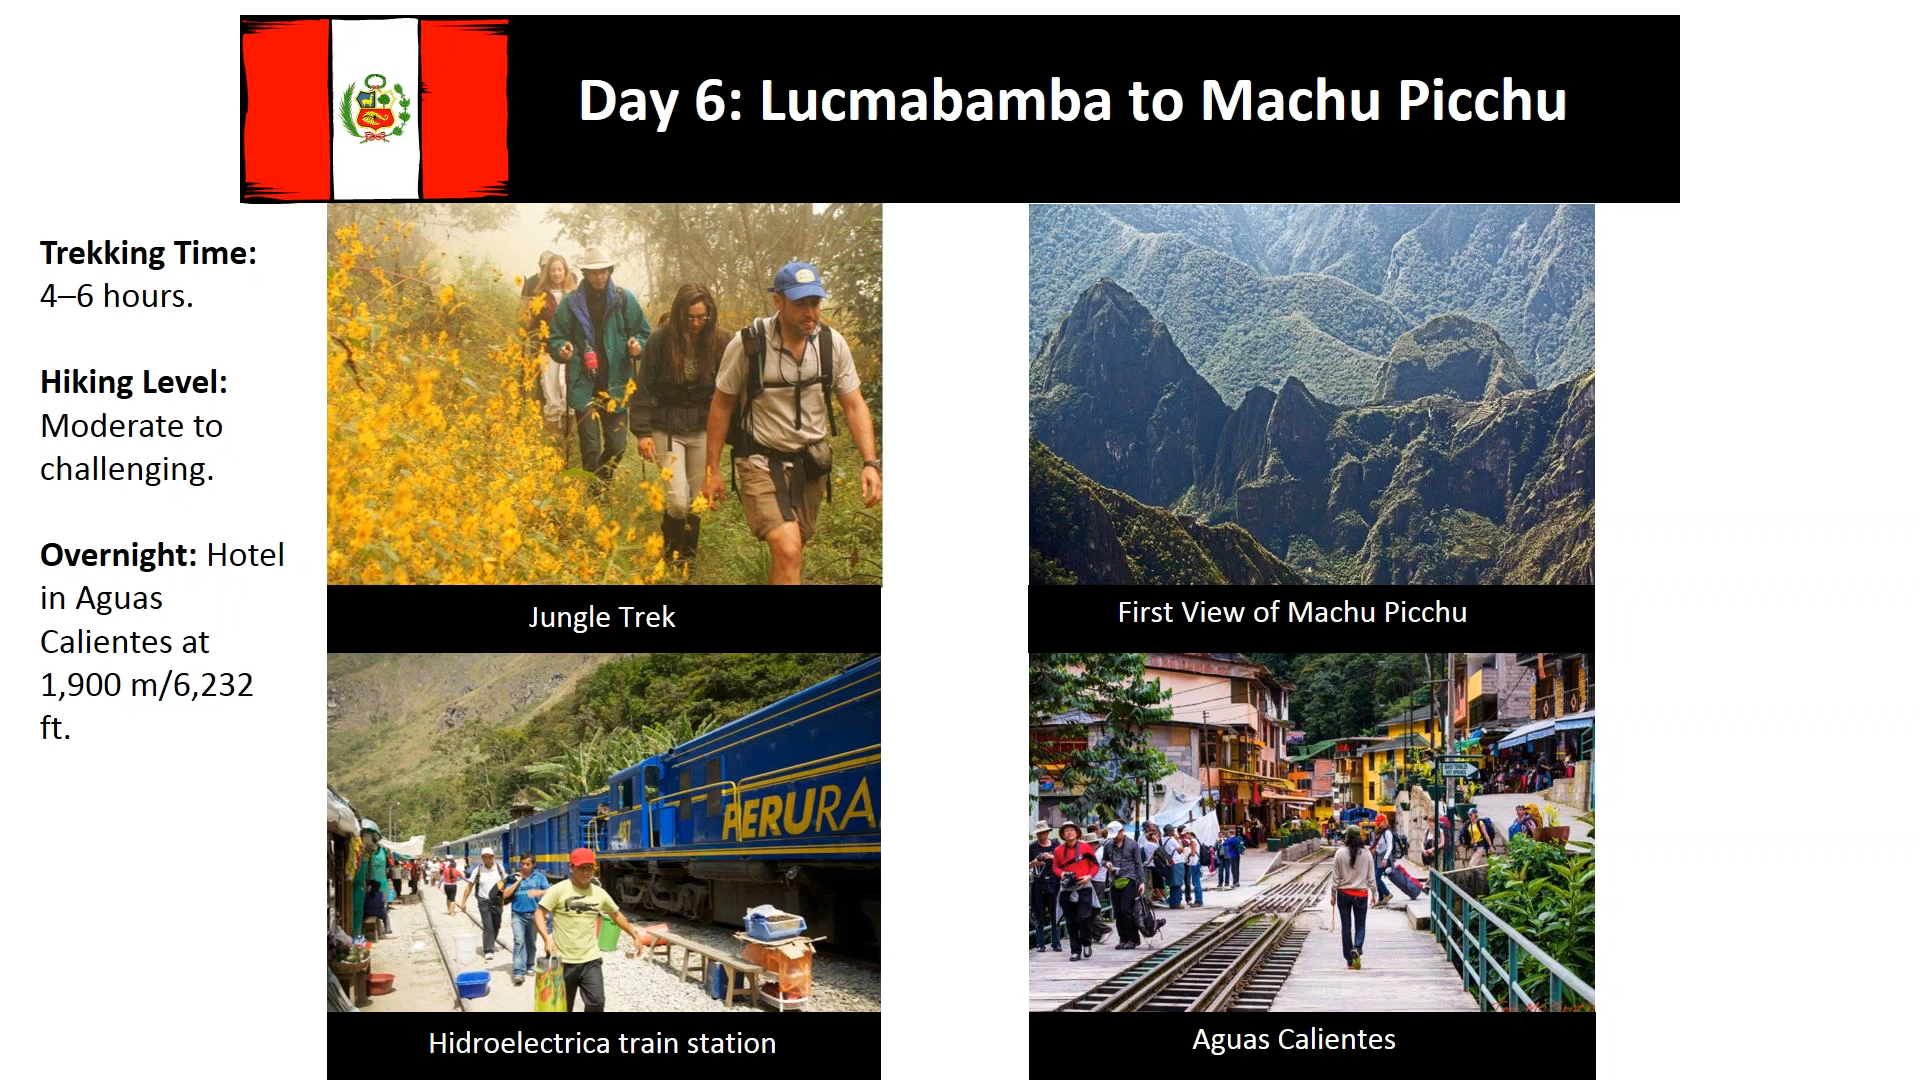 Day 6: Lucmabamba to Machu Picchu
Trekking Time:
4–6 hours.
Hiking Level:
Moderate to
challenging.
Overnight: Hotel
in Aguas
Calientes at
1,900 m/6,232
ft.
Jungle Trek
First View of Machu Picchu
PERURA
Hidroelectrica train station
Aguas Calientes